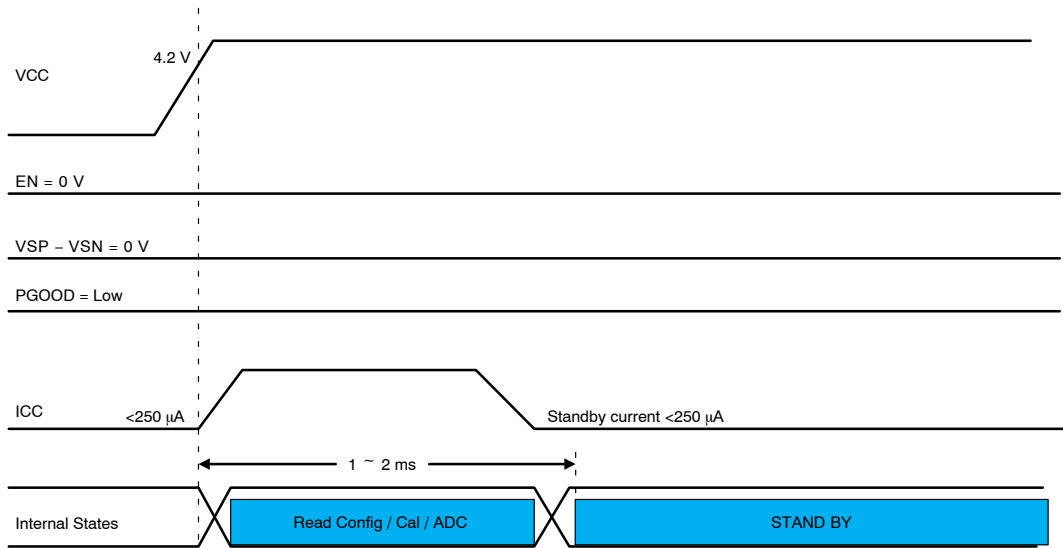 4.2 V
VCC
EN = 0 V
VSP – VSN = 0 V
PGOOD = Low
ICC
<250 μA
Standby current <250 μA
1 ~ 2 ms
Internal States
Read Config / Cal / ADC
STAND BY